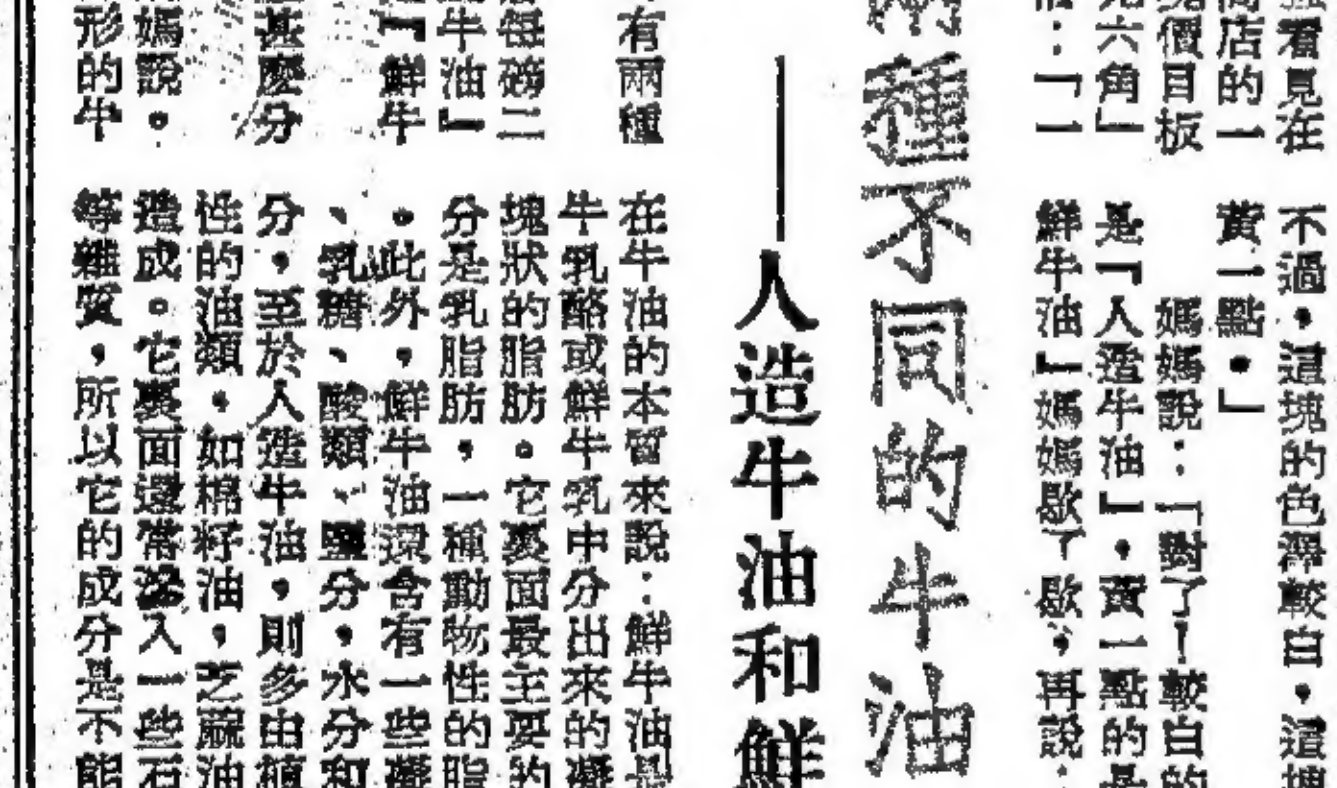 看見在
商店的一
價目板
六角」
：「一
不過，這塊的色澤較白，這塊
黃一點。」
媽媽說：「對了！較白的
是『人造牛油』，黃一點的是
鮮牛油』媽媽歇了歇，再說：
種不同的牛油
——人造牛油和鮮
有兩種
每磅二
牛油』
『鮮牛
甚麼分
媽說。
形的牛
在牛油的本質來說：鮮牛油是
牛乳酪或鮮牛乳中分出來的凝
塊狀的脂肪。它裏面最主要的
分是乳脂肪，一種動物性的脂
。此外，鮮牛油還含有一些凝
、乳糖、酸類、鹽分，水分和
分，至於人造牛油，則多由植
性的油類。如棉籽油，芝麻油
造成。它裏面還常滲入一些石
等雜質，所以它的成分是不能